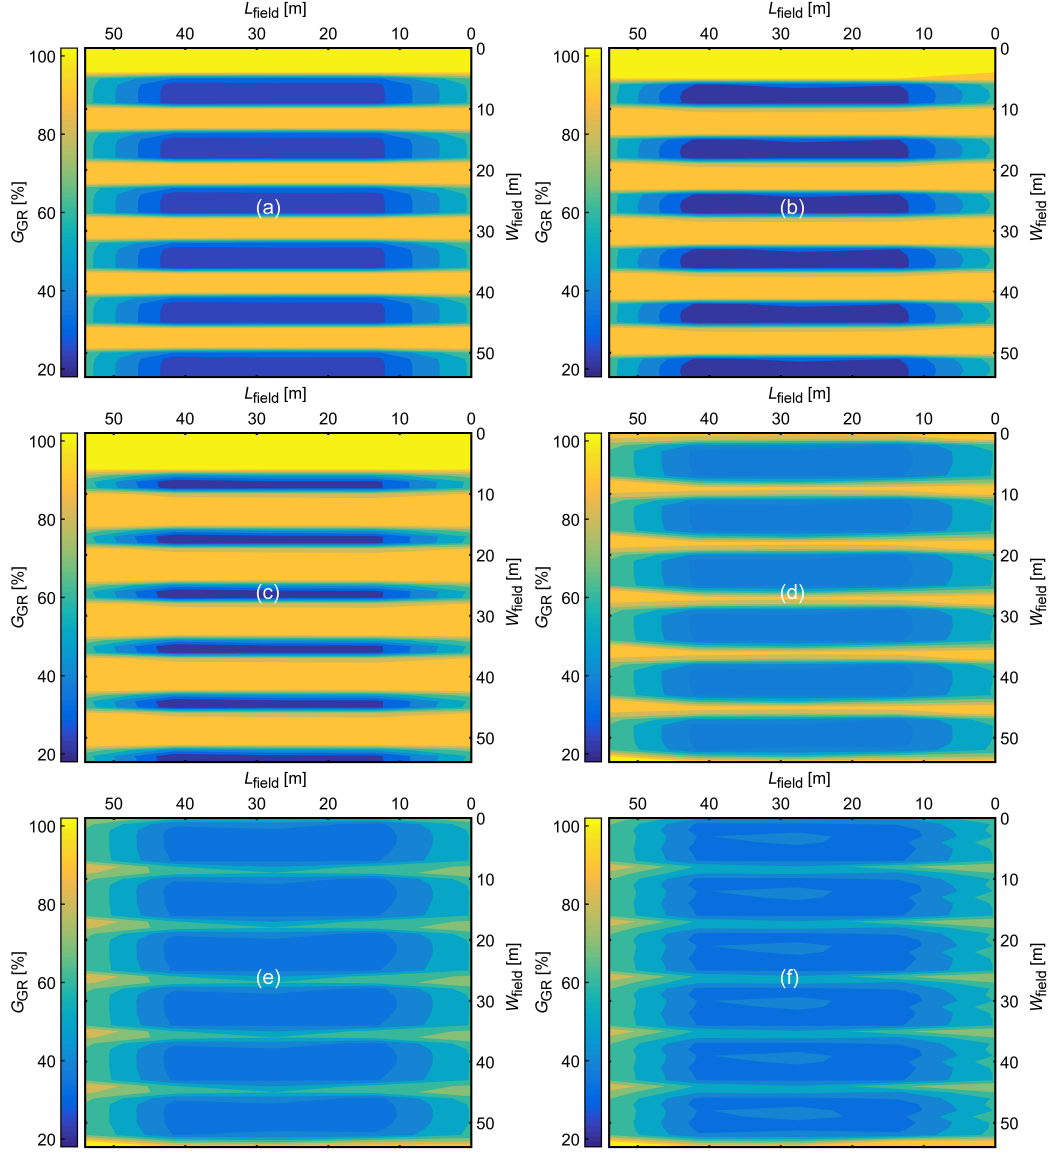 L_field [m] L_field [m]
50 40 30 20 10 0 50 40 30 20 10 0
100 80 60 40 20 G_GR [%] (a) 0 10 20 30 40 50 W_field [m] 100 80 60 40 20 G_GR [%] (b) 0 10 20 30 40 50 W_field [m]
L_field [m] L_field [m]
50 40 30 20 10 0 50 40 30 20 10 0
100 80 60 40 20 G_GR [%] (c) 0 10 20 30 40 50 W_field [m] 100 80 60 40 20 G_GR [%] (d) 0 10 20 30 40 50 W_field [m]
L_field [m] L_field [m]
50 40 30 20 10 0 50 40 30 20 10 0
100 80 60 40 20 G_GR [%] (e) 0 10 20 30 40 50 W_field [m] 100 80 60 40 20 G_GR [%] (f) 0 10 20 30 40 50 W_field [m]